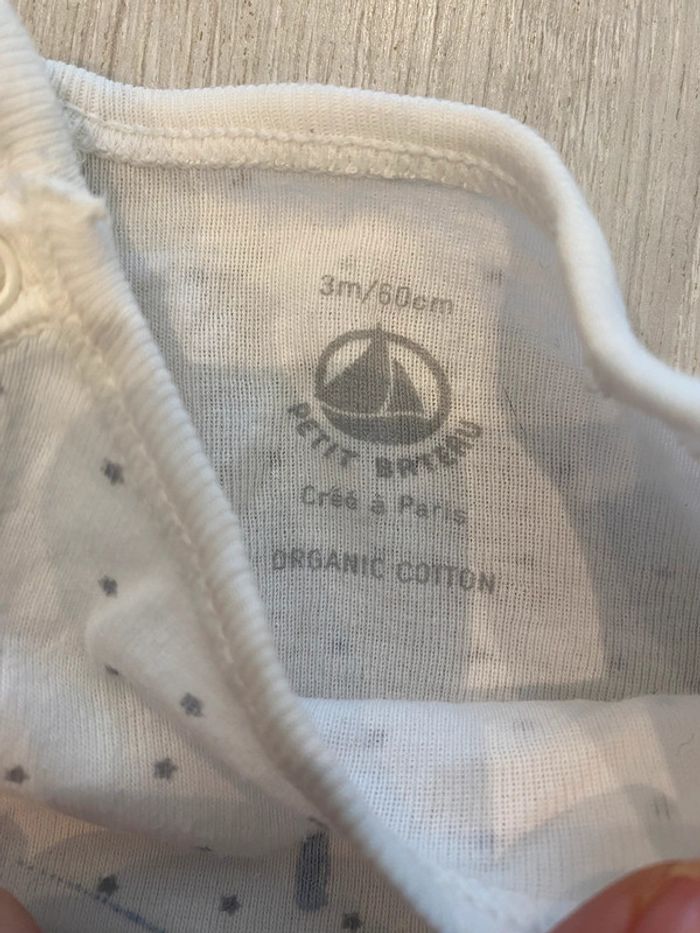 3m/60cm
PETIT BATEAU
Créé à Paris
ORGANIC COTTON